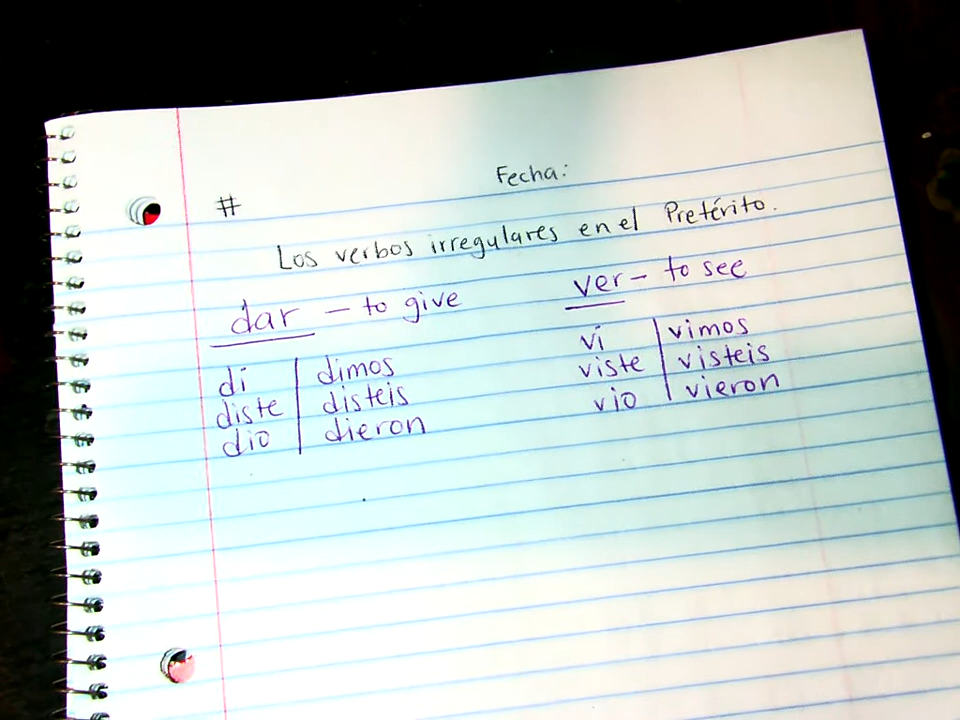 Fecha:
#
Los verbos irregulares en el Pretérito.
dar - to give
di | dimos
diste | disteis
dio | dieron
ver - to see
vi | vimos
viste | visteis
vio | vieron